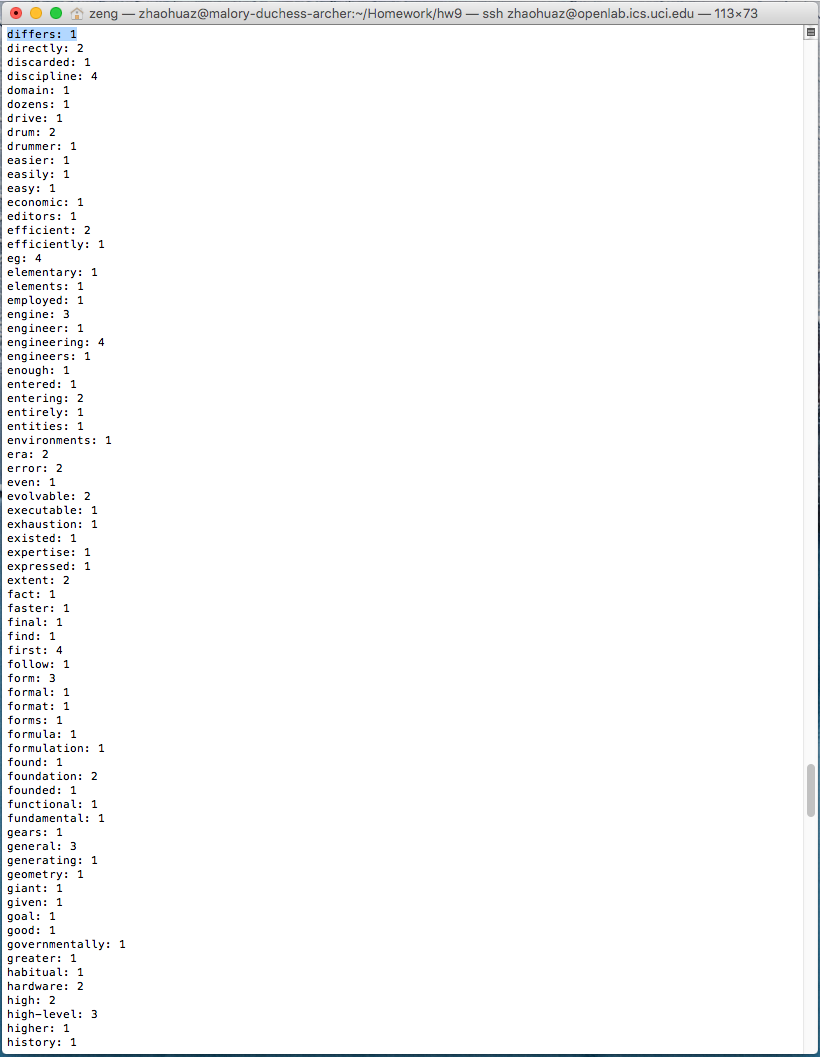 zeng — zhaohuaz@malory-duchess-archer:~/Homework/hw9 — ssh zhaohuaz@openlab.ics.uci.edu — 113×73
differs: 1
directly: 2
discarded: 1
discipline: 4
domain: 1
dozens: 1
drive: 1
drum: 2
drummer: 1
easier: 1
easily: 1
easy: 1
economic: 1
editors: 1
efficient: 2
efficiently: 1
eg: 4
elementary: 1
elements: 1
employed: 1
engine: 3
engineer: 1
engineering: 4
engineers: 1
enough: 1
entered: 1
entering: 2
entirely: 1
entities: 1
environments: 1
era: 2
error: 2
even: 1
evolvable: 2
executable: 1
exhaustion: 1
existed: 1
expertise: 1
expressed: 1
extent: 2
fact: 1
faster: 1
final: 1
find: 1
first: 4
follow: 1
form: 3
formal: 1
format: 1
forms: 1
formula: 1
formulation: 1
found: 1
foundation: 2
founded: 1
functional: 1
fundamental: 1
gears: 1
general: 3
generating: 1
geometry: 1
giant: 1
given: 1
goal: 1
good: 1
governmentally: 1
greater: 1
habitual: 1
hardware: 2
high: 2
high-level: 3
higher: 1
history: 1